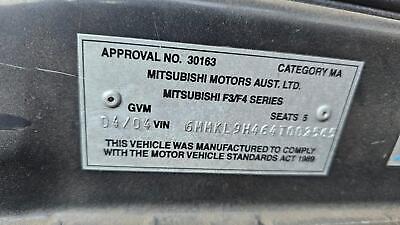 APPROVAL NO. 30163
CATEGORY MA
MITSUBISHI MOTORS AUST. LTD.
MITSUBISHI F3/F4 SERIES
GVM SEATS 5
04/04 VIN 6MMKL9H464T002545
THIS VEHICLE WAS MANUFACTURED TO COMPLY
WITH THE MOTOR VEHICLE STANDARDS ACT 1989